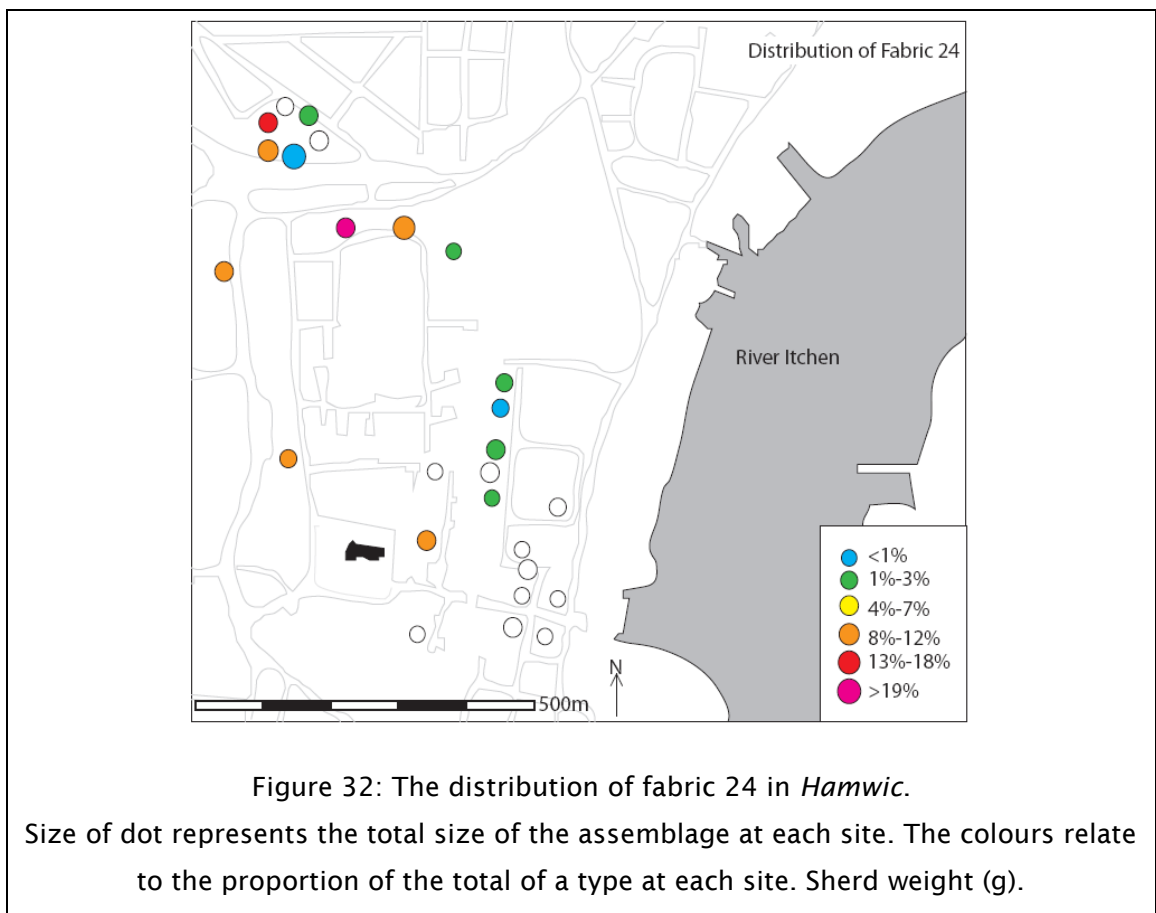 Distribution of Fabric 24
River Itchen
<1%
1%-3%
4%-7%
8%-12%
13%-18%
>19%
N
500m
Figure 32: The distribution of fabric 24 in Hamwic.
Size of dot represents the total size of the assemblage at each site. The colours relate
to the proportion of the total of a type at each site. Sherd weight (g).